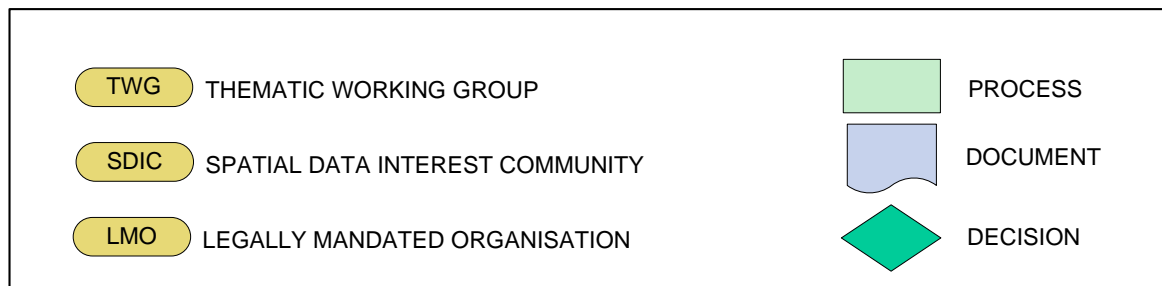 TWG THEMATIC WORKING GROUP
SDIC SPATIAL DATA INTEREST COMMUNITY
LMO LEGALLY MANDATED ORGANISATION
PROCESS
DOCUMENT
DECISION